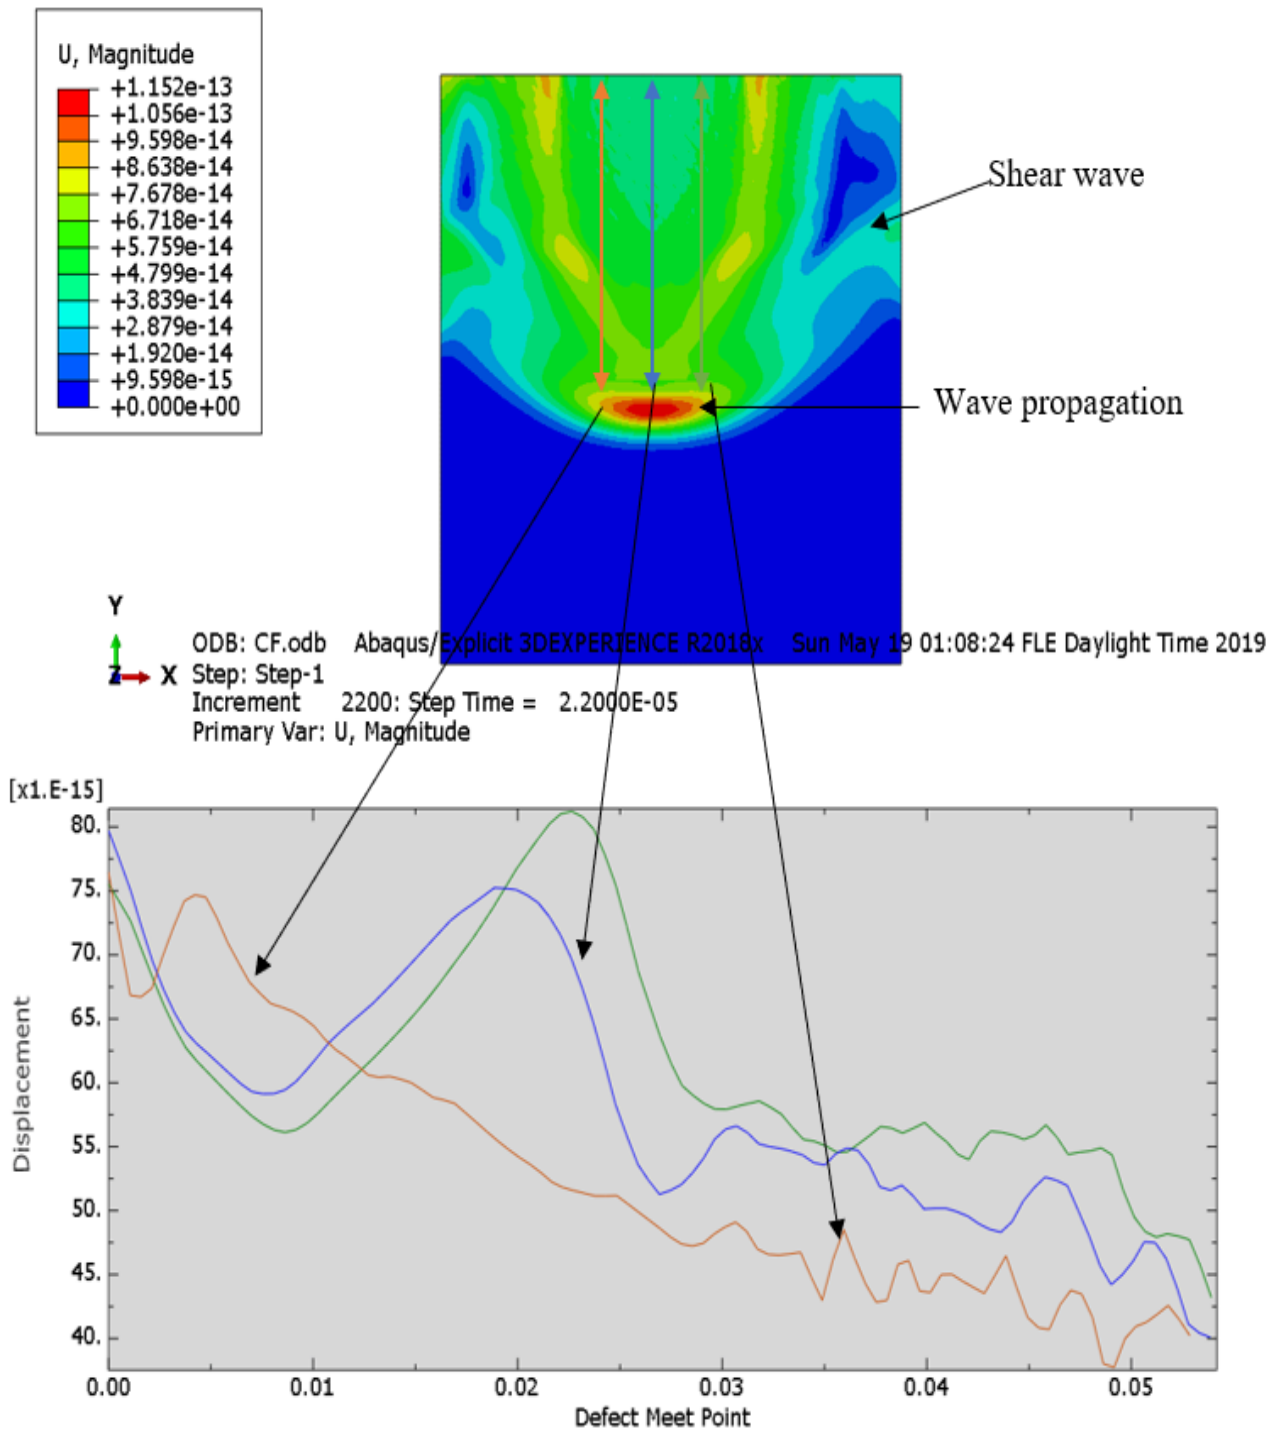 U, Magnitude
+1.152e-13
+1.056e-13
+9.598e-14
+8.638e-14
+7.678e-14
+6.718e-14
+5.759e-14
+4.799e-14
+3.839e-14
+2.879e-14
+1.920e-14
+9.598e-15
+0.000e+00
Shear wave
Wave propagation
Y
Z X
ODB: CF.odb Abaqus/Explicit 3DEXPERIENCE R2018x Sun May 19 01:08:24 FLE Daylight Time 2019
Step: Step-1
Increment 2200: Step Time = 2.2000E-05
Primary Var: U, Magnitude
[x1.E-15]
80.
75.
70.
65.
60.
55.
50.
45.
40.
Displacement
0.00 0.01 0.02 0.03 0.04 0.05
Defect Meet Point